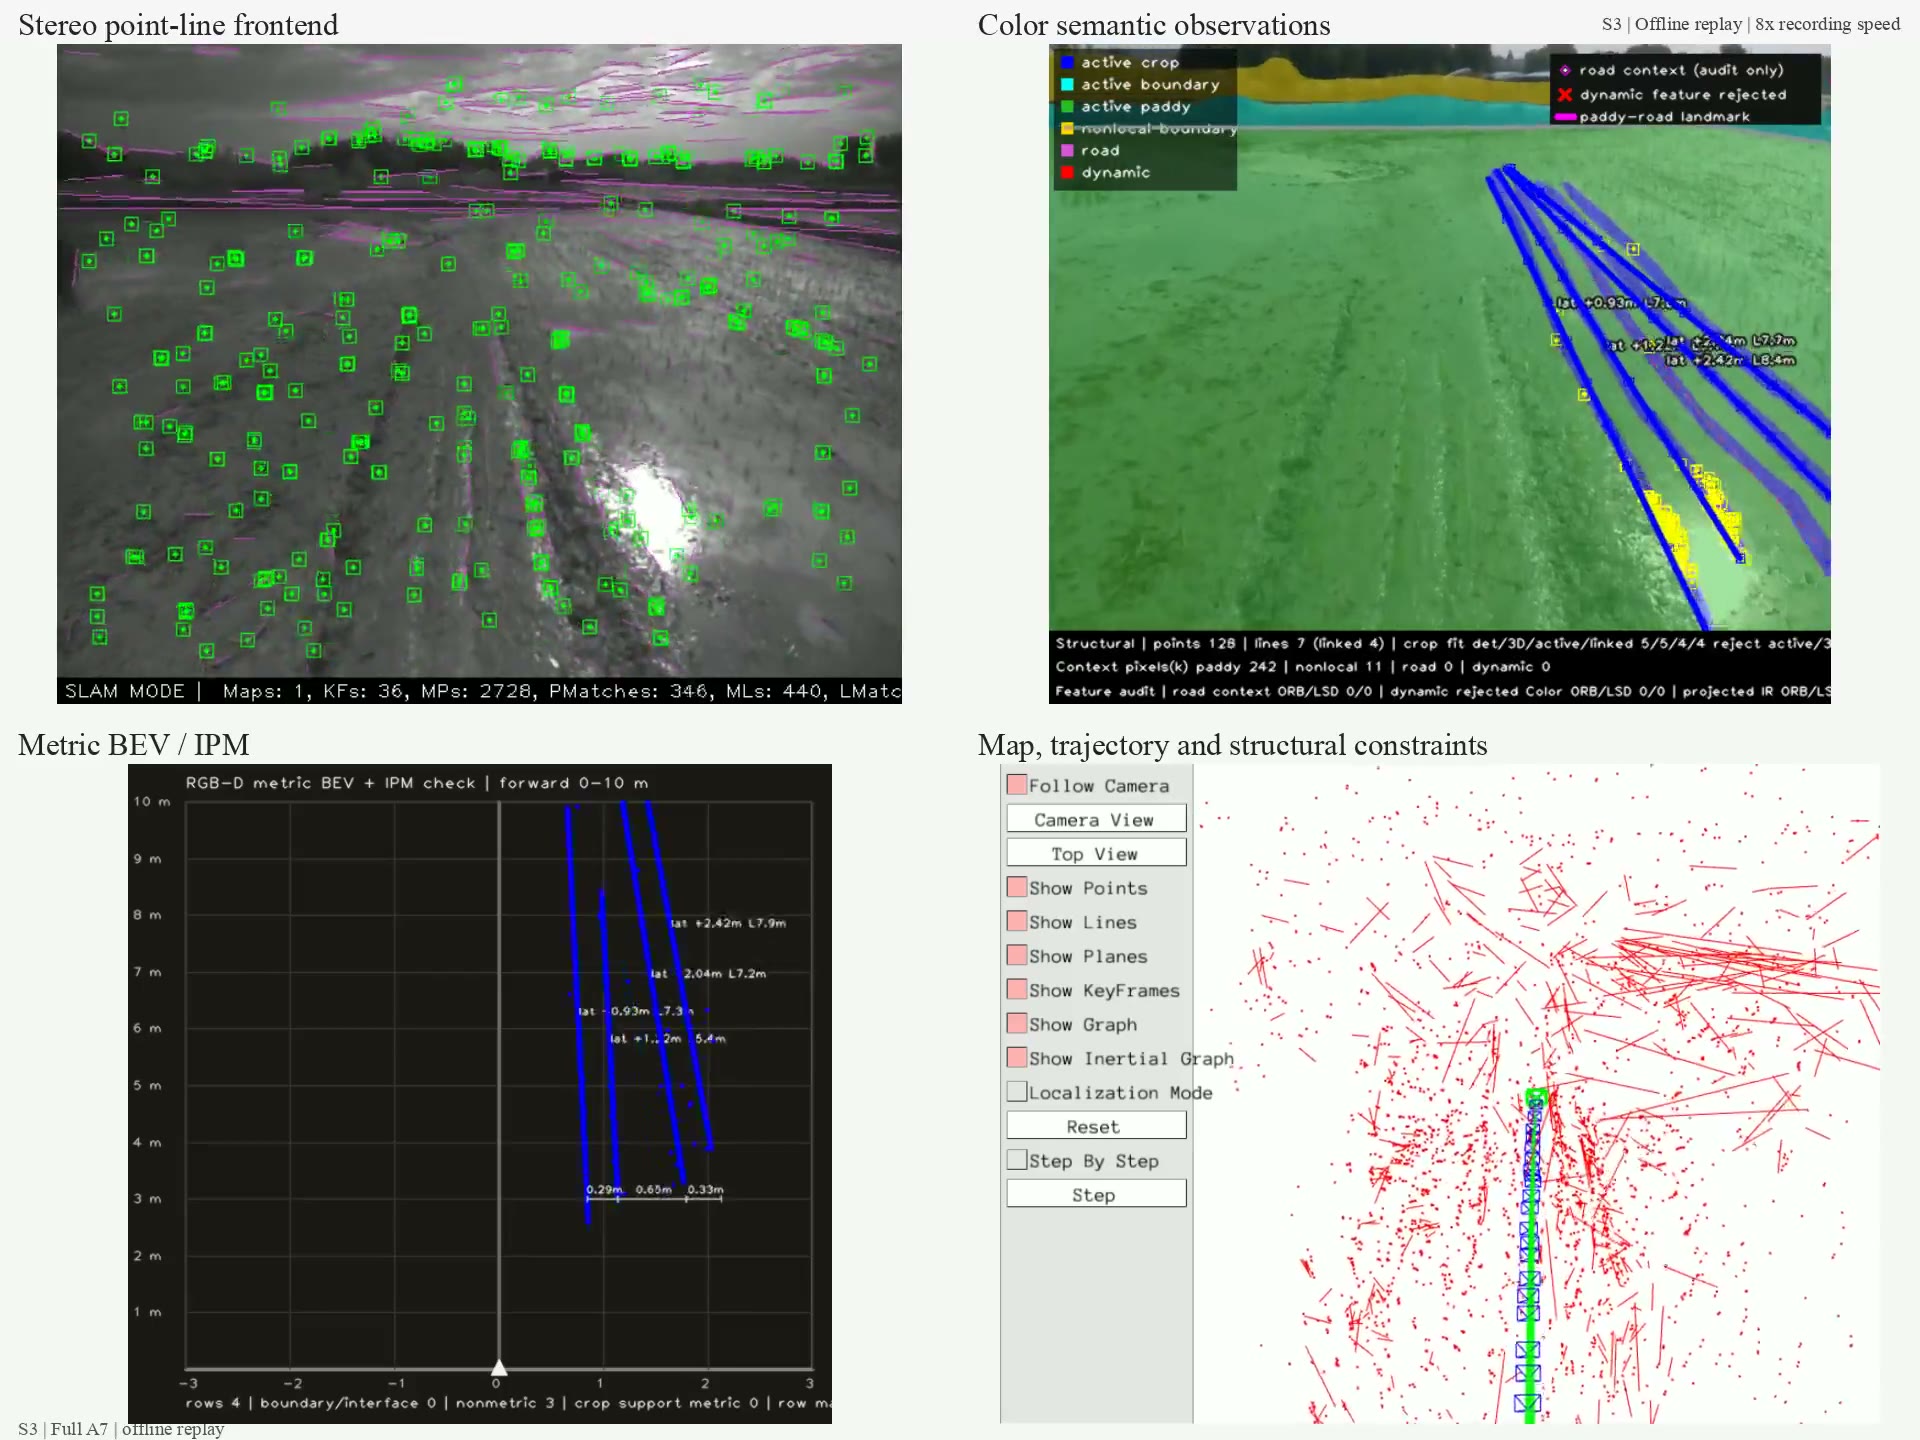 Stereo point-line frontend
SLAM MODE | Maps: 1, KFs: 36, MPs: 2728, PMatches: 346, MLs: 440, LMatc
Color semantic observations
S3 | Offline replay | 8x recording speed
active crop
active boundary
active paddy
nonlocal boundary
road
dynamic
road context (audit only)
dynamic feature rejected
paddy-road landmark
lat +0.93m
L7.7m
lat +2.42m L8.4m
Structural | points 128 | lines 7 (linked 4) | crop fit det/3D/active/linked 5/5/4/4 reject active/3
Context pixels(k) paddy 242 | nonlocal 11 | road 0 | dynamic 0
Feature audit | road context ORB/LSD 0/0 | dynamic rejected Color ORB/LSD 0/0 | projected IR ORB/LS
Metric BEV / IPM
RGB-D metric BEV + IPM check | forward 0-10 m
10 m
9 m
8 m
7 m
6 m
5 m
4 m
3 m
2 m
1 m
lat +2.42m L7.9m
lat 2.04m L7.2m
lat 0.93m
lat
0.29m 0.65m 0.33m
-3 -2 -1 0 1 2 3
rows 4 | boundary/interface 0 | nonmetric 3 | crop support metric 0 | row ma
S3 | Full A7 | offline replay
Map, trajectory and structural constraints
Follow Camera
Camera View
Top View
Show Points
Show Lines
Show Planes
Show KeyFrames
Show Graph
Show Inertial Graph
Localization Mode
Reset
Step By Step
Step